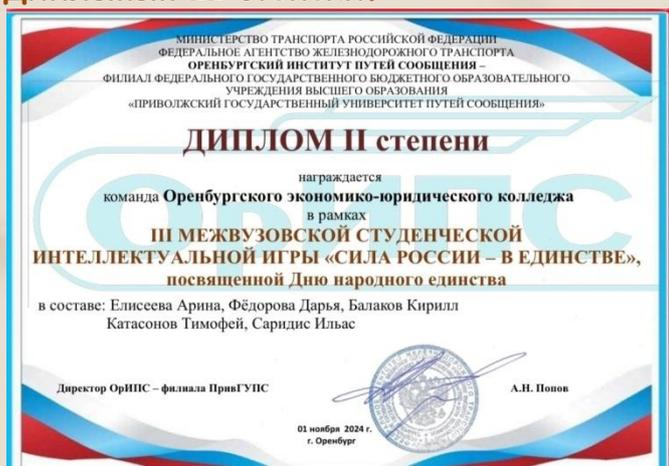 МИНИСТЕРСТВО ТРАНСПОРТА РОССИЙСКОЙ ФЕДЕРАЦИИ
ФЕДЕРАЛЬНОЕ АГЕНТСТВО ЖЕЛЕЗНОДОРОЖНОГО ТРАНСПОРТА
ОРЕНБУРГСКИЙ ИНСТИТУТ ПУТЕЙ СООБЩЕНИЯ –
ФИЛИАЛ ФЕДЕРАЛЬНОГО ГОСУДАРСТВЕННОГО БЮДЖЕТНОГО ОБРАЗОВАТЕЛЬНОГО
УЧРЕЖДЕНИЯ ВЫСШЕГО ОБРАЗОВАНИЯ
«ПРИВОЛЖСКИЙ ГОСУДАРСТВЕННЫЙ УНИВЕРСИТЕТ ПУТЕЙ СООБЩЕНИЯ»
ДИПЛОМ II степени
награждается
команда Оренбургского экономико-юридического колледжа
в рамках
ОрИПС
III МЕЖВУЗОВСКОЙ СТУДЕНЧЕСКОЙ
ИНТЕЛЛЕКТУАЛЬНОЙ ИГРЫ «СИЛА РОССИИ – В ЕДИНСТВЕ»,
посвященной Дню народного единства
в составе: Елисеева Арина, Фёдорова Дарья, Балаков Кирилл
Катасонов Тимофей, Саридис Ильас
Директор ОрИПС – филиала ПривГУПС
А.Н. Попов
01 ноября 2024 г.
г. Оренбург